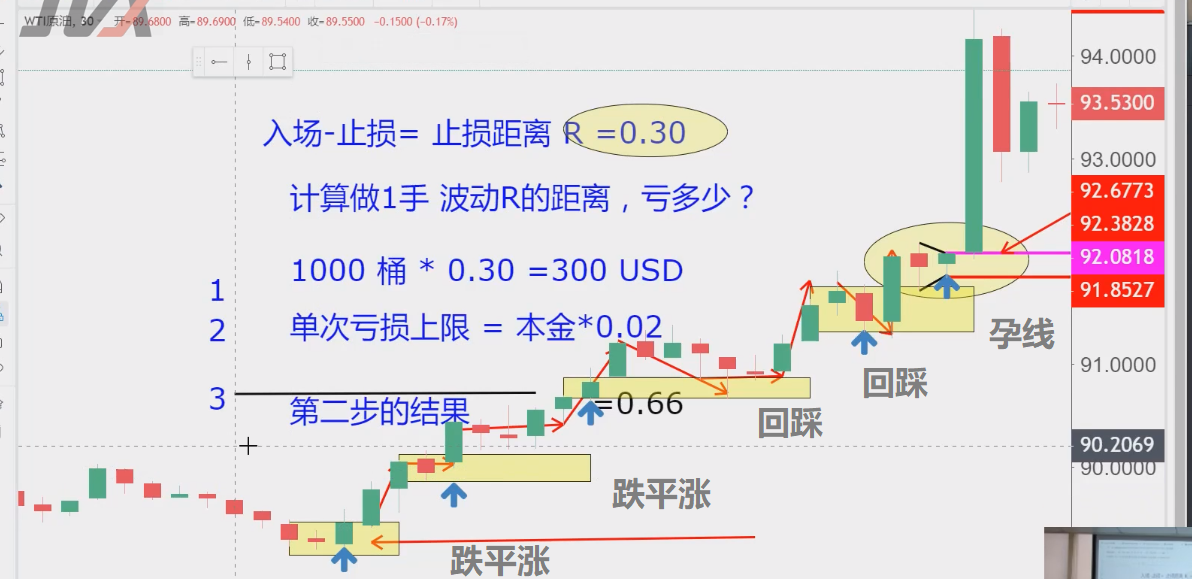 JVX
WTI原油, 30 开=89.6800 高=89.6900 低=89.5400 收=89.5500 -0.1500 (-0.17%)
94.0000
93.5300
入场-止损= 止损距离 R =0.30
93.0000
92.6773
计算做1手 波动R的距离，亏多少？
92.3828
92.0818
1000 桶 * 0.30 =300 USD
1
91.8527
2
单次亏损上限 = 本金*0.02
孕线
91.0000
回踩
3
第二步的结果
=0.66
回踩
90.2069
90.0000
跌平涨
跌平涨